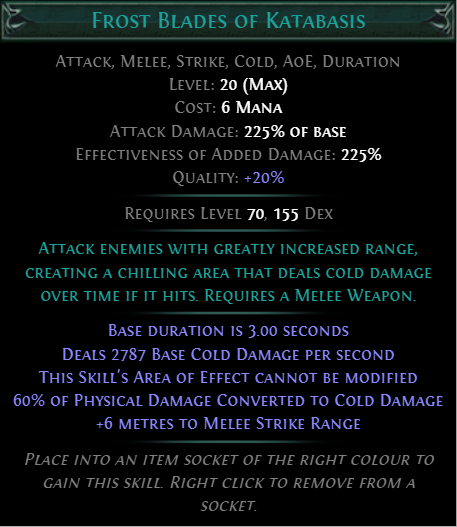 Frost Blades of Katabasis
Attack, Melee, Strike, Cold, AoE, Duration
Level: 20 (Max)
Cost: 6 Mana
Attack Damage: 225% of base
Effectiveness of Added Damage: 225%
Quality: +20%
Requires Level 70, 155 Dex
Attack enemies with greatly increased range,
creating a chilling area that deals cold damage
over time if it hits. Requires a Melee Weapon.
Base duration is 3.00 seconds
Deals 2787 Base Cold Damage per second
This Skill's Area of Effect cannot be modified
60% of Physical Damage Converted to Cold Damage
+6 metres to Melee Strike Range
Place into an item socket of the right colour to
gain this skill. Right click to remove from a
socket.